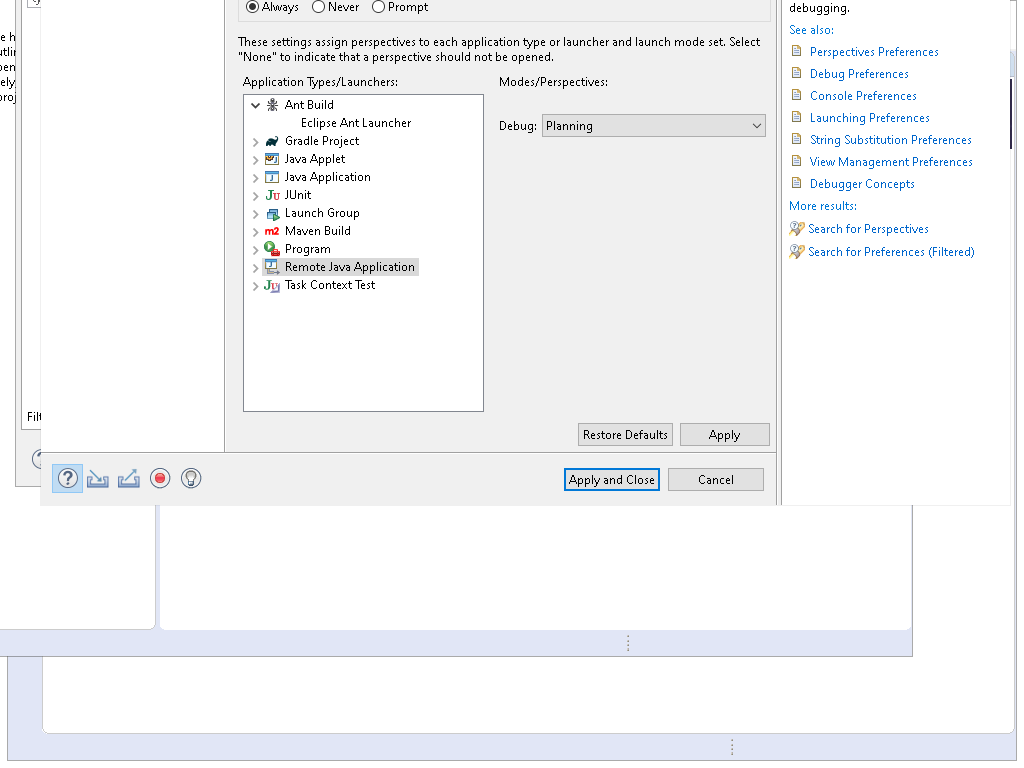 Always Never Prompt
These settings assign perspectives to each application type or launcher and launch mode set. Select
"None" to indicate that a perspective should not be opened.
Application Types/Launchers:
Modes/Perspectives:
Ant Build
Eclipse Ant Launcher
Gradle Project
Java Applet
Java Application
JUnit
Launch Group
Maven Build
Program
Remote Java Application
Task Context Test
Debug: Planning
Restore Defaults
Apply
Apply and Close
Cancel
debugging.
See also:
Perspectives Preferences
Debug Preferences
Console Preferences
Launching Preferences
String Substitution Preferences
View Management Preferences
Debugger Concepts
More results:
Search for Perspectives
Search for Preferences (Filtered)